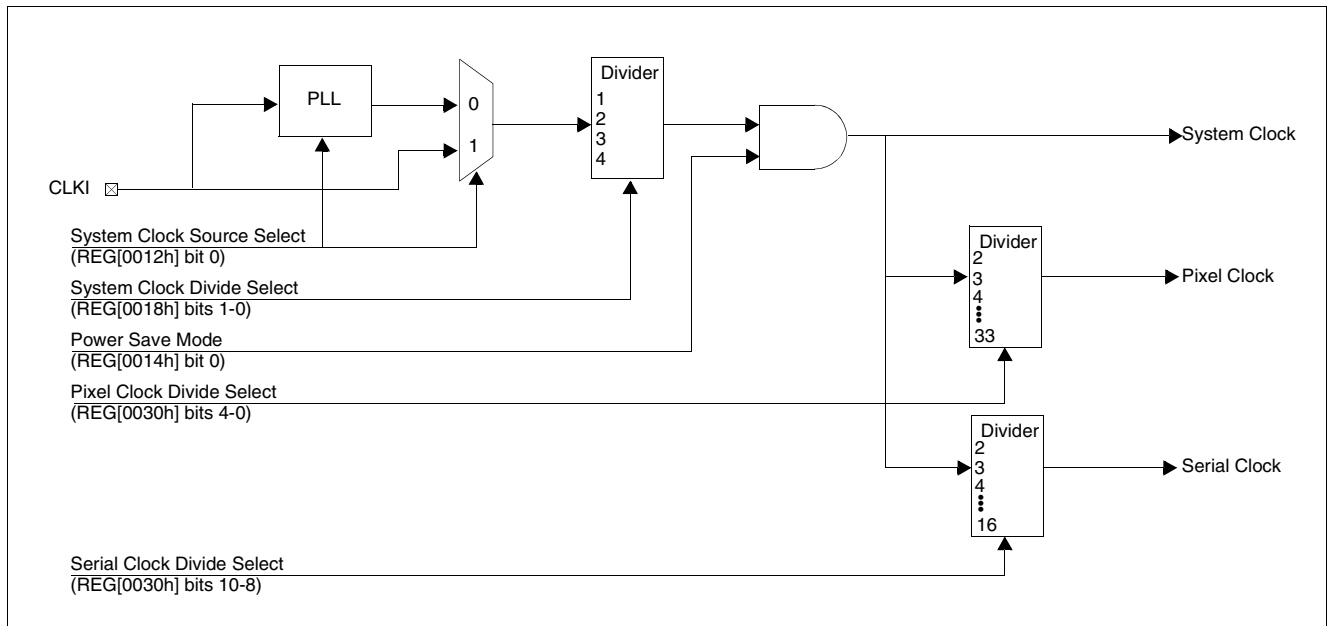 PLL
0
1
Divider
1
2
3
4
System Clock
CLKI
System Clock Source Select
(REG[0012h] bit 0)
System Clock Divide Select
(REG[0018h] bits 1-0)
Power Save Mode
(REG[0014h] bit 0)
Pixel Clock Divide Select
(REG[0030h] bits 4-0)
Divider
2
3
4
33
Pixel Clock
Divider
2
3
4
16
Serial Clock
Serial Clock Divide Select
(REG[0030h] bits 10-8)